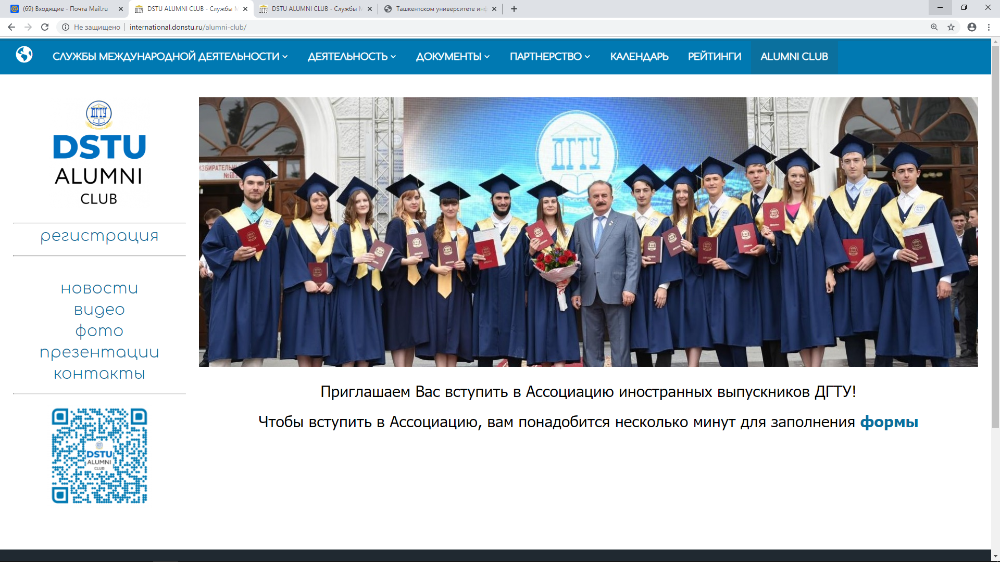 (69) Входящие - Почта Mail.ru
DSTU ALUMNI CLUB - Службы М
DSTU ALUMNI CLUB - Службы М
Ташкентском университете инф
Не защищено
international.donstu.ru/alumni-club/
СЛУЖБЫ МЕЖДУНАРОДНОЙ ДЕЯТЕЛЬНОСТИ
ДЕЯТЕЛЬНОСТЬ
ДОКУМЕНТЫ
ПАРТНЕРСТВО
КАЛЕНДАРЬ
РЕЙТИНГИ
ALUMNI CLUB
ДГТУ
DSTU
ALUMNI
CLUB
регистрация
новости
видео
фото
презентации
контакты
DSTU
ALUMNI
CLUB
ДГТУ
Приглашаем Вас вступить в Ассоциацию иностранных выпускников ДГТУ!
Чтобы вступить в Ассоциацию, вам понадобится несколько минут для заполнения формы